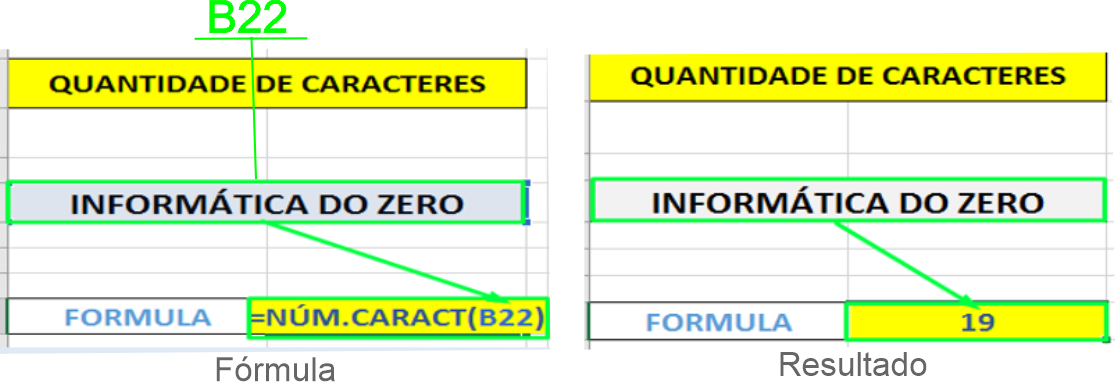 B22
QUANTIDADE DE CARACTERES
INFORMÁTICA DO ZERO
FORMULA =NÚM.CARACT(B22)
Fórmula
QUANTIDADE DE CARACTERES
INFORMÁTICA DO ZERO
FORMULA 19
Resultado